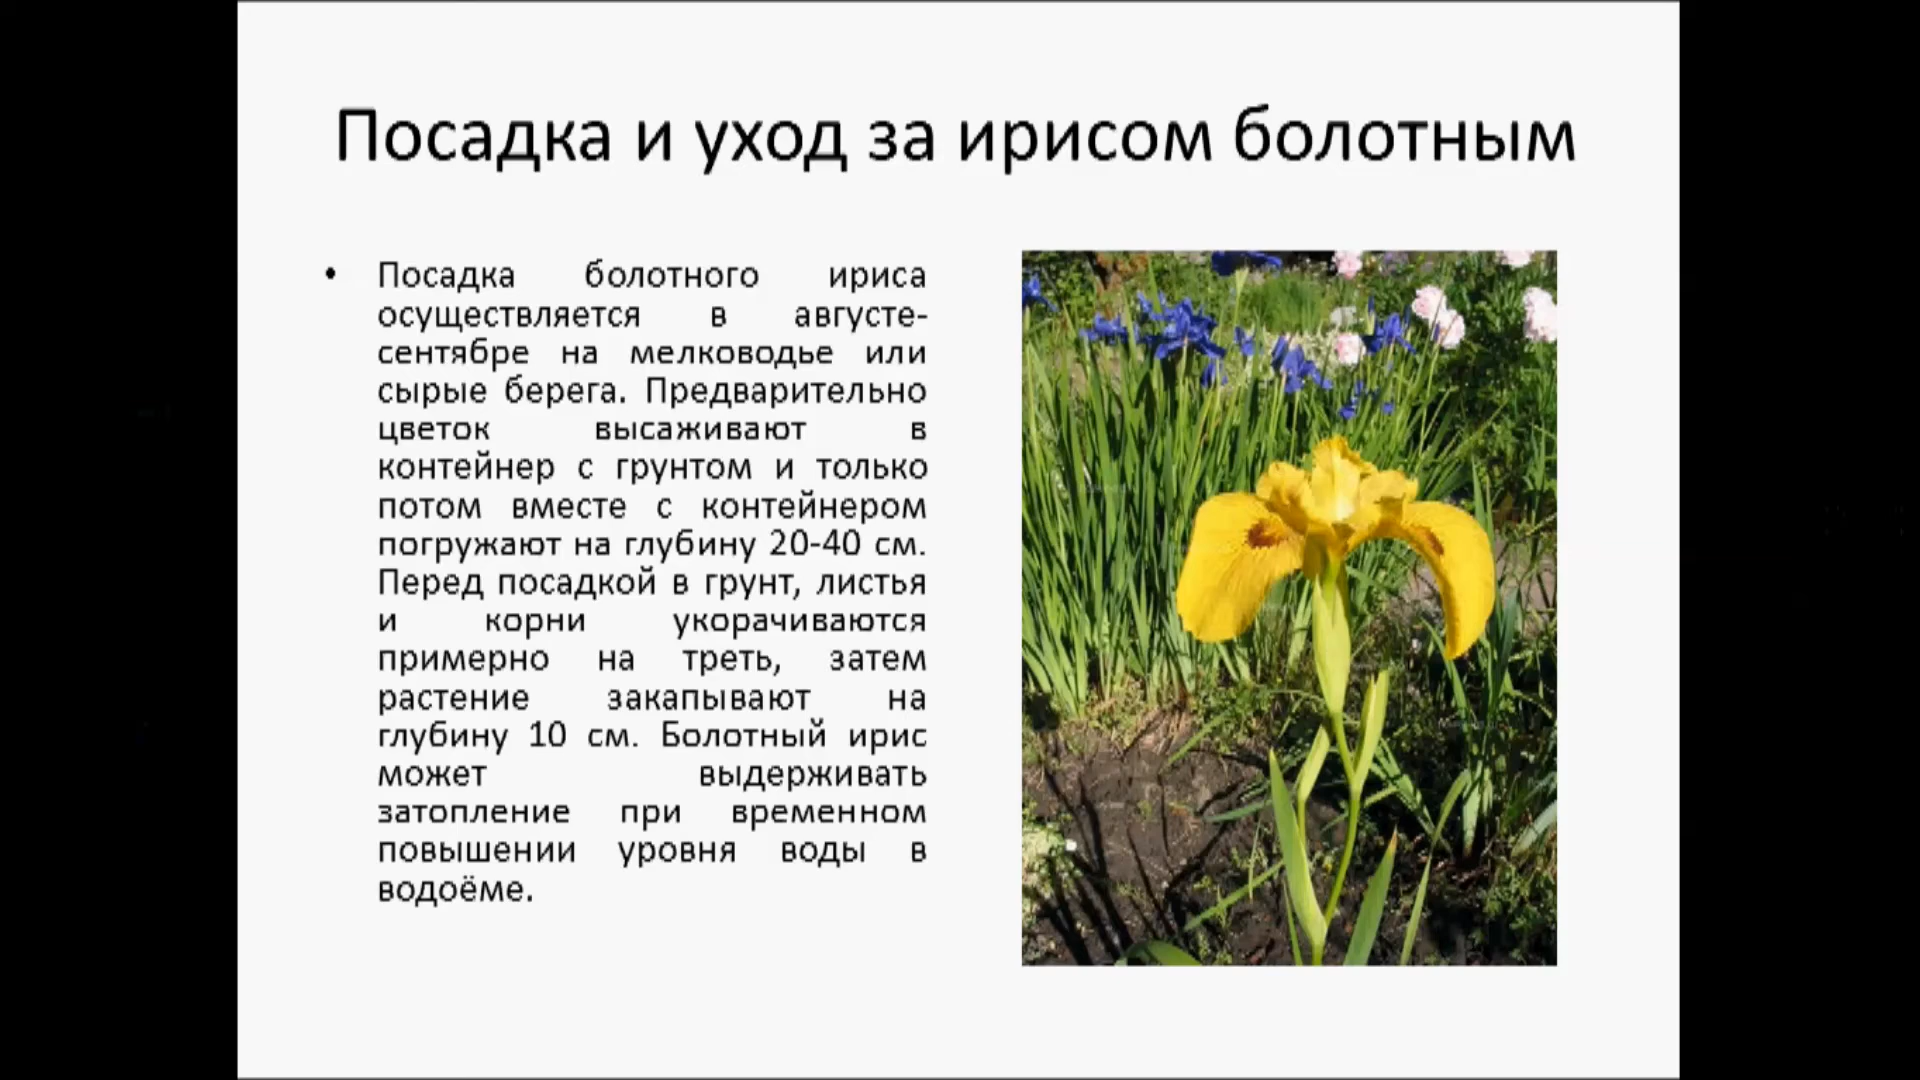 Посадка и уход за ирисом болотным
• Посадка болотного ириса
осуществляется в августе-
сентябре на мелководье или
сырые берега. Предварительно
цветок высаживают в
контейнер с грунтом и только
потом вместе с контейнером
погружают на глубину 20-40 см.
Перед посадкой в грунт, листья
и корни укорачиваются
примерно на треть, затем
растение закапывают на
глубину 10 см. Болотный ирис
может выдерживать
затопление при временном
повышении уровня воды в
водоёме.